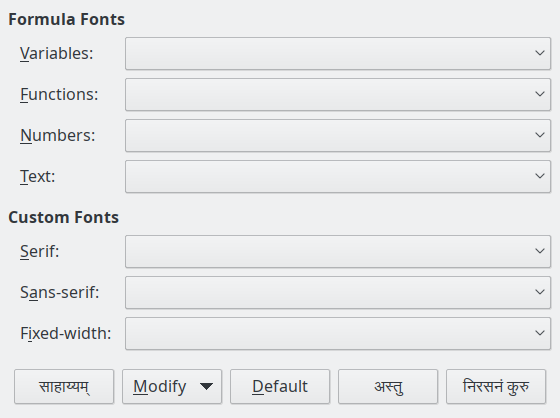 Formula Fonts
Variables:
Functions:
Numbers:
Text:
Custom Fonts
Serif:
Sans-serif:
Fixed-width:
साहाय्यम् Modify Default अस्तु निरसनं कुरु